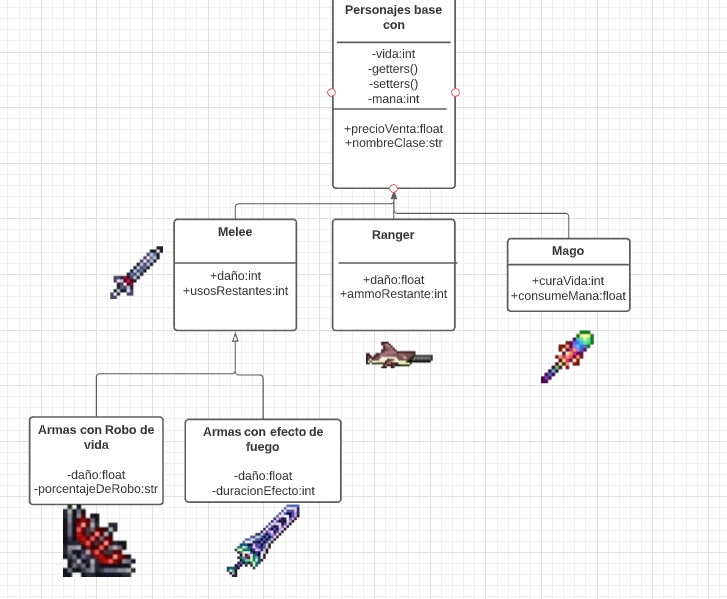 Personajes base
con
-vida:int
-getters()
-setters()
-mana:int
+precioVenta:float
+nombreClase:str
Melee
+daño:int
+usosRestantes:int
Ranger
+daño:float
+ammoRestante:int
Mago
+curaVida:int
+consumeMana:float
Armas con Robo de
vida
-daño:float
-porcentajeDeRobo:str
Armas con efecto de
fuego
-daño:float
-duracionEfecto:int